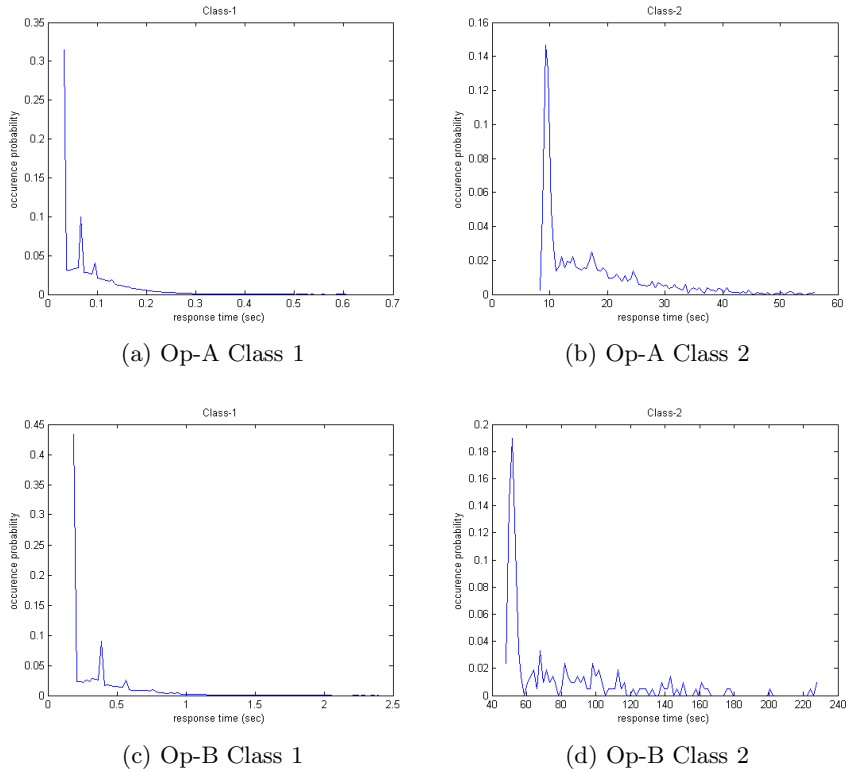 Class-1
0.35
0.3
0.25
0.2
0.15
0.1
0.05
0
occurence probability
0 0.1 0.2 0.3 0.4 0.5 0.6 0.7
response time (sec)
(a) Op-A Class 1
Class-2
0.16
0.14
0.12
0.1
0.08
0.06
0.04
0.02
0
occurence probability
0 10 20 30 40 50 60
response time (sec)
(b) Op-A Class 2
Class-1
0.45
0.4
0.35
0.3
0.25
0.2
0.15
0.1
0.05
0
occurence probability
0 0.5 1 1.5 2 2.5
response time (sec)
(c) Op-B Class 1
Class-2
0.2
0.18
0.16
0.14
0.12
0.1
0.08
0.06
0.04
0.02
0
occurence probability
40 60 80 100 120 140 160 180 200 220 240
response time (sec)
(d) Op-B Class 2